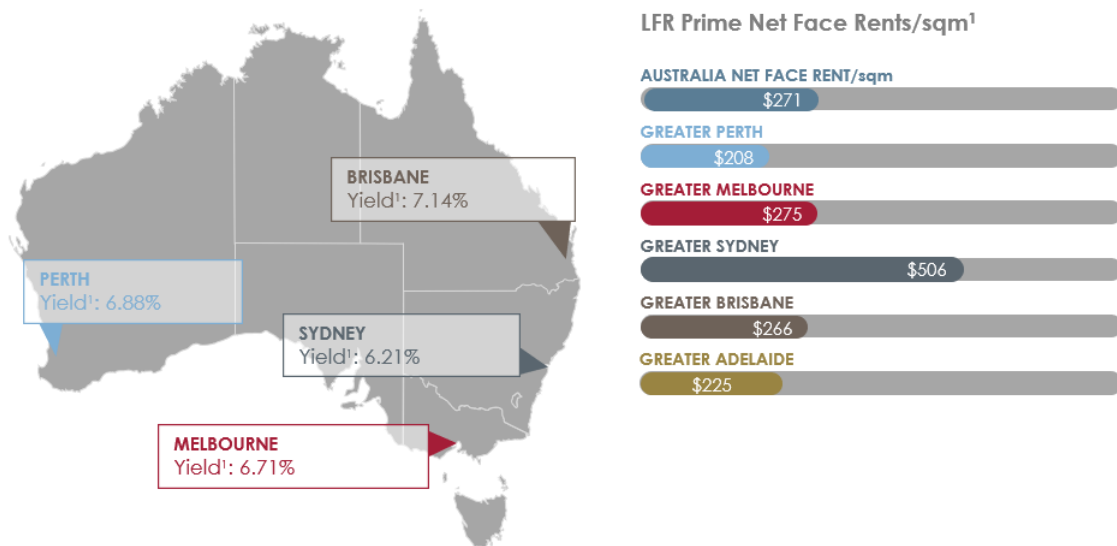 LFR Prime Net Face Rents/sqm¹
AUSTRALIA NET FACE RENT/sqm
$271
GREATER PERTH
$208
GREATER MELBOURNE
$275
GREATER SYDNEY
$506
GREATER BRISBANE
$266
GREATER ADELAIDE
$225
BRISBANE
Yield¹: 7.14%
PERTH
Yield¹: 6.88%
SYDNEY
Yield¹: 6.21%
MELBOURNE
Yield¹: 6.71%